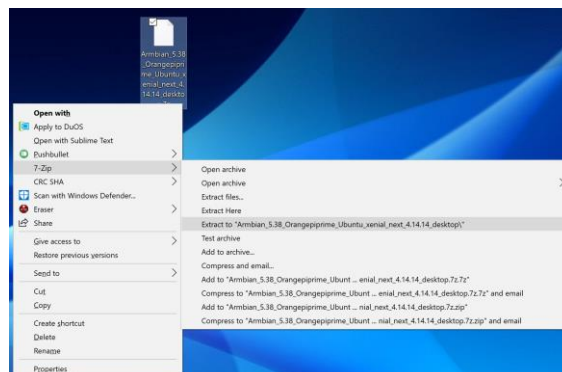 Armbian_5.38
_Orangepipri
me_Ubuntu_x
enial_next_4.
14.14_deskto
Open with
Apply to DuOS
Open with Sublime Text
Pushbullet
7-Zip
CRC SHA
Scan with Windows Defender...
Eraser
Share
Give access to
Restore previous versions
Send to
Cut
Copy
Create shortcut
Delete
Rename
Properties
Open archive
Open archive
Extract files...
Extract Here
Extract to "Armbian_5.38_Orangepiprime_Ubuntu_xenial_next_4.14.14_desktop\"
Test archive
Add to archive...
Compress and email...
Add to "Armbian_5.38_Orangepiprime_Ubunt ... enial_next_4.14.14_desktop.7z.7z"
Compress to "Armbian_5.38_Orangepiprime_Ubunt ... enial_next_4.14.14_desktop.7z.7z" and email
Add to "Armbian_5.38_Orangepiprime_Ubunt ... nial_next_4.14.14_desktop.7z.zip"
Compress to "Armbian_5.38_Orangepiprime_Ubunt ... nial_next_4.14.14_desktop.7z.zip" and email